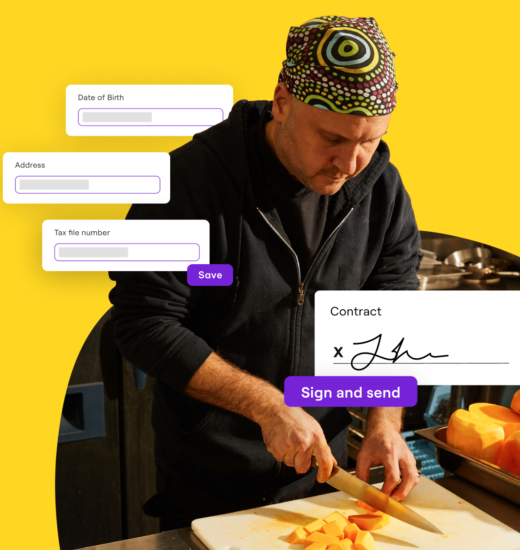 Date of Birth
Address
Tax file number
Save
Contract
x
Sign and send